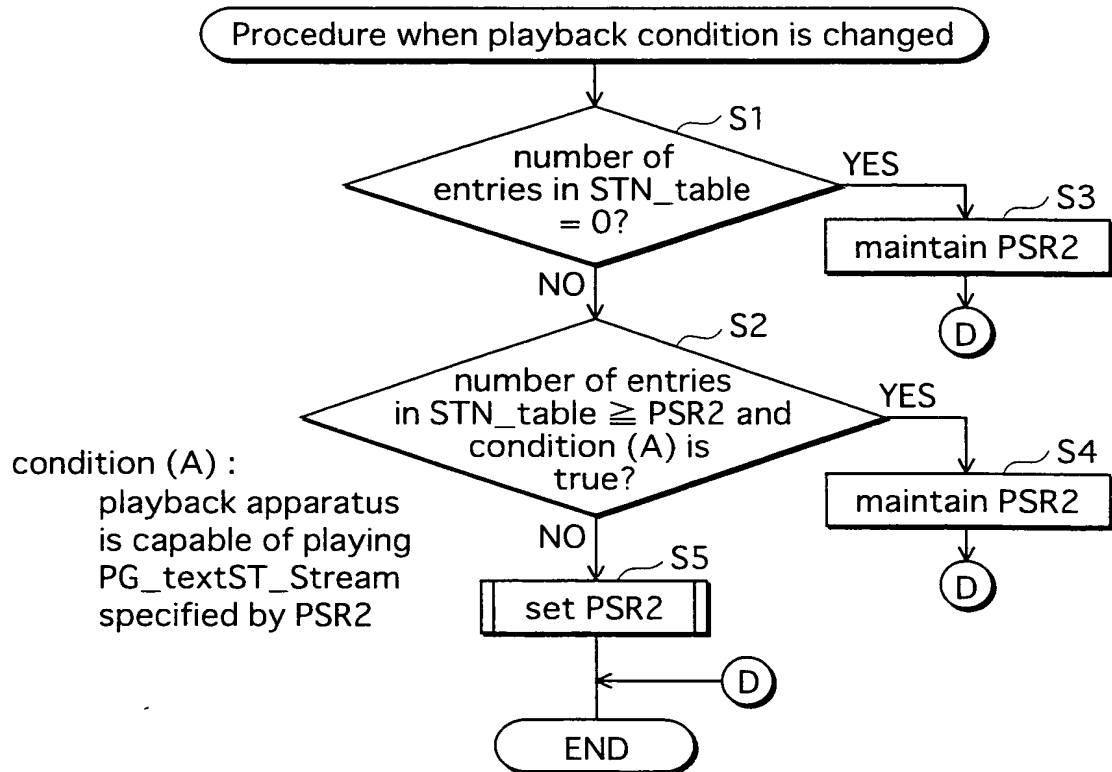 Procedure when playback condition is changed
S1
number of
entries in STN_table
= 0?
YES
S3
maintain PSR2
D
NO
S2
number of entries
in STN_table ≧ PSR2 and
condition (A) is
true?
YES
S4
maintain PSR2
D
condition (A) :
playback apparatus
is capable of playing
PG_textST_Stream
specified by PSR2
NO
S5
set PSR2
D
END